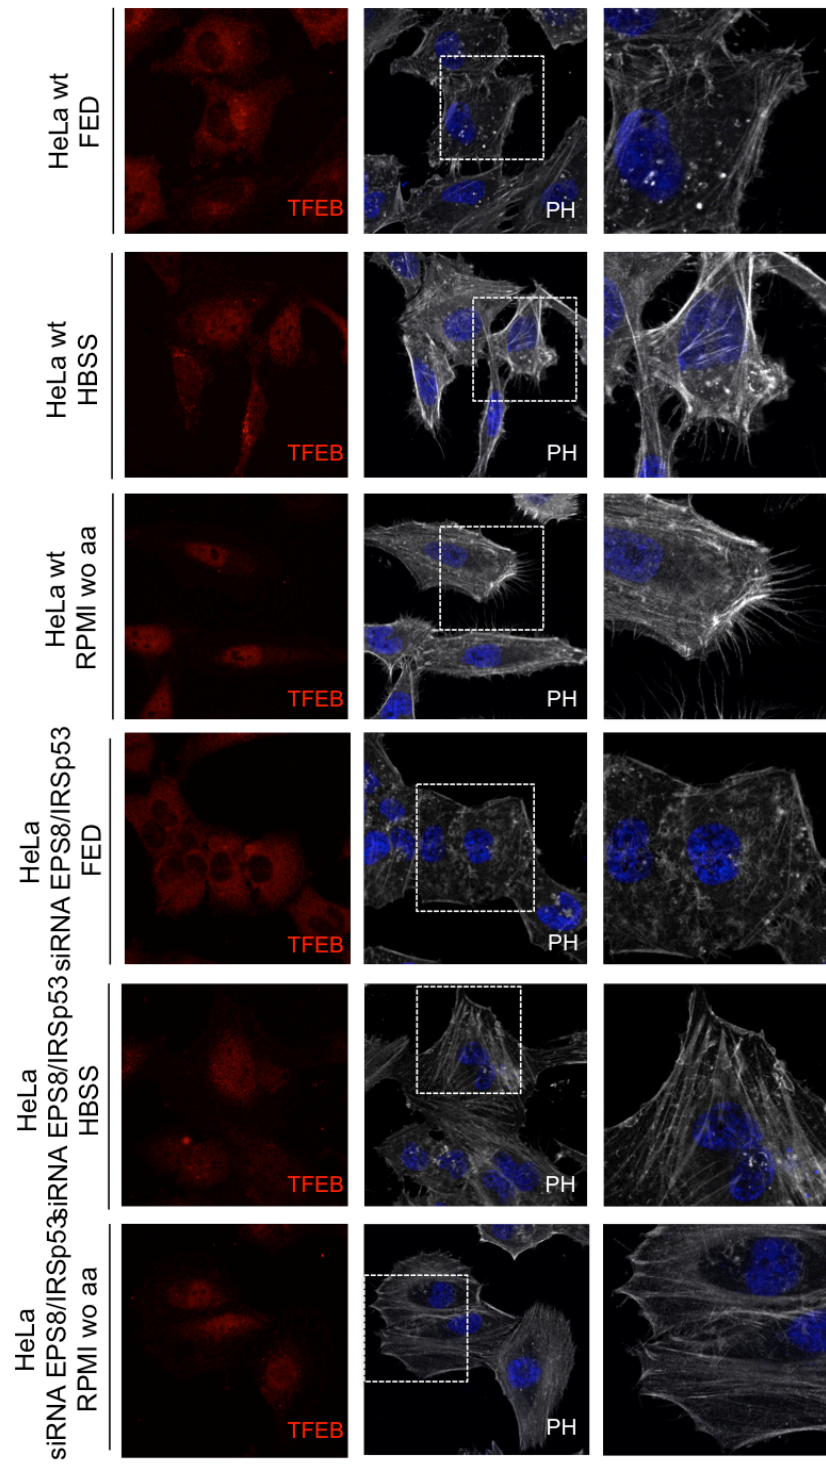 HeLa wt
FED
TFEB
PH
HeLa wt
HBSS
TFEB
PH
HeLa wt
RPMI wo aa
TFEB
PH
HeLa
siRNA EPS8/IRSp53
FED
TFEB
PH
HeLa
siRNA EPS8/IRSp53
HBSS
TFEB
PH
HeLa
siRNA EPS8/IRSp53
RPMI wo aa
TFEB
PH